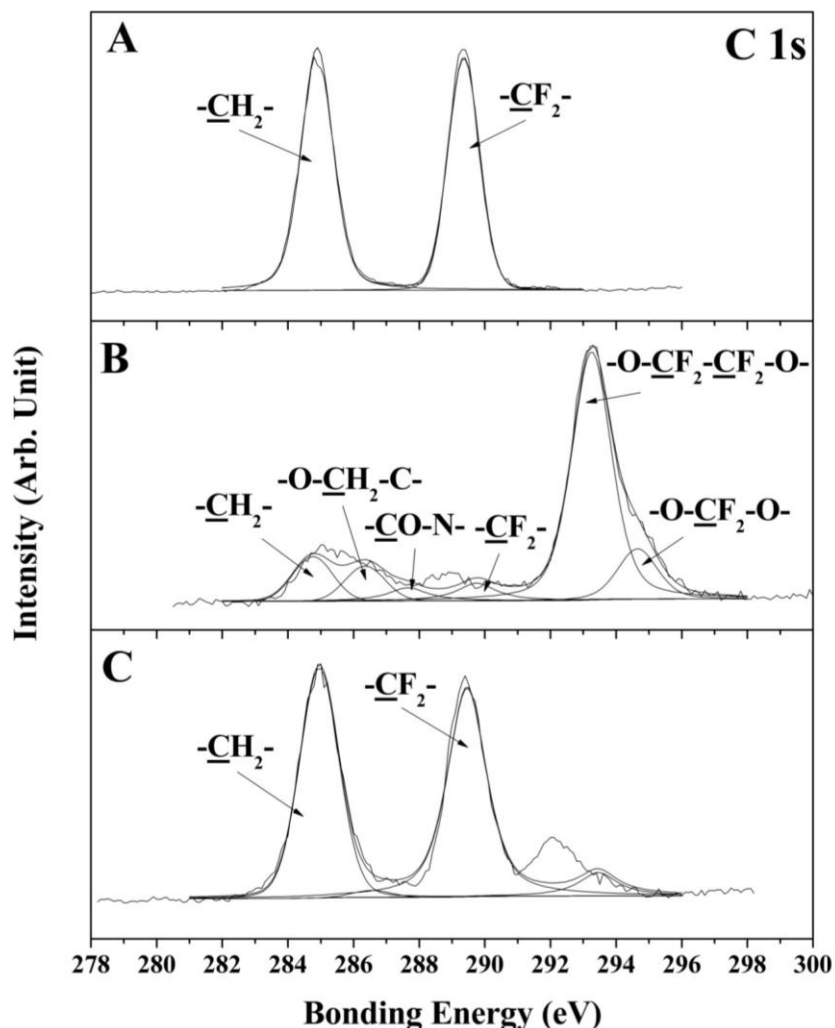 A
C 1s
-CH₂-
-CF₂-
B
-O-CF₂-CF₂-O-
-O-CH₂-C-
-CH₂-
-CO-N-
-CF₂-
-O-CF₂-O-
C
-CF₂-
-CH₂-
Intensity (Arb. Unit)
278 280 282 284 286 288 290 292 294 296 298 300
Bonding Energy (eV)